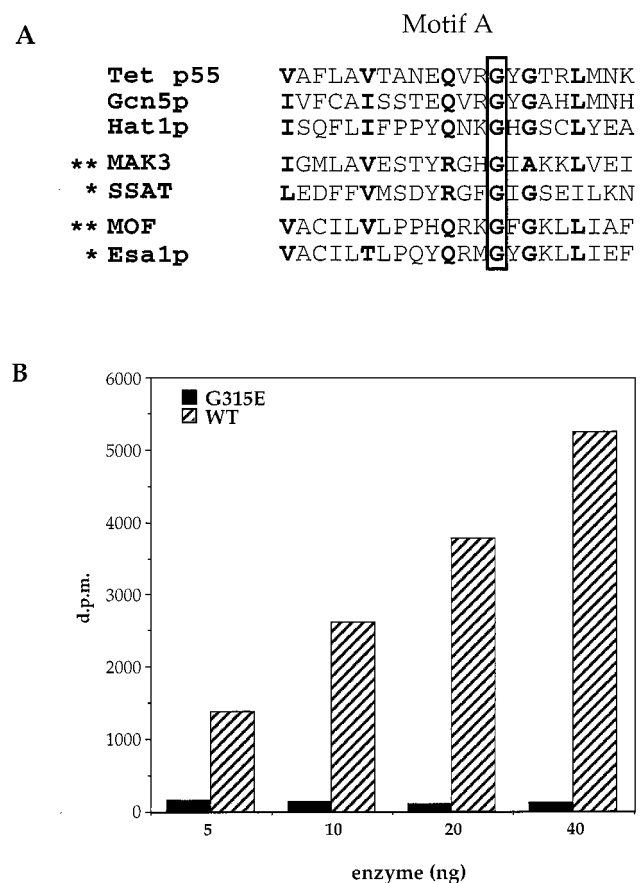 A
Motif A
Tet p55 VAFLAVTANEQVRGYGTRLMNK
Gcn5p IVFCAISSTEQVRGYGAHLMNH
Hat1p ISQFLIFPPYQNKGHGSCLYEA
** MAK3 IGMLAVESTYRGHGIAKKLVEI
* SSAT LEDFFVMSDYRGFGIGSEILKN
** MOF VACILVLPPHQRKGFGKLLIAF
* Esa1p VACILTLPQYQRMGYGKLLIEF
B
6000
5000
4000
3000
2000
1000
0
d.p.m.
G315E
WT
5 10 20 40
enzyme (ng)